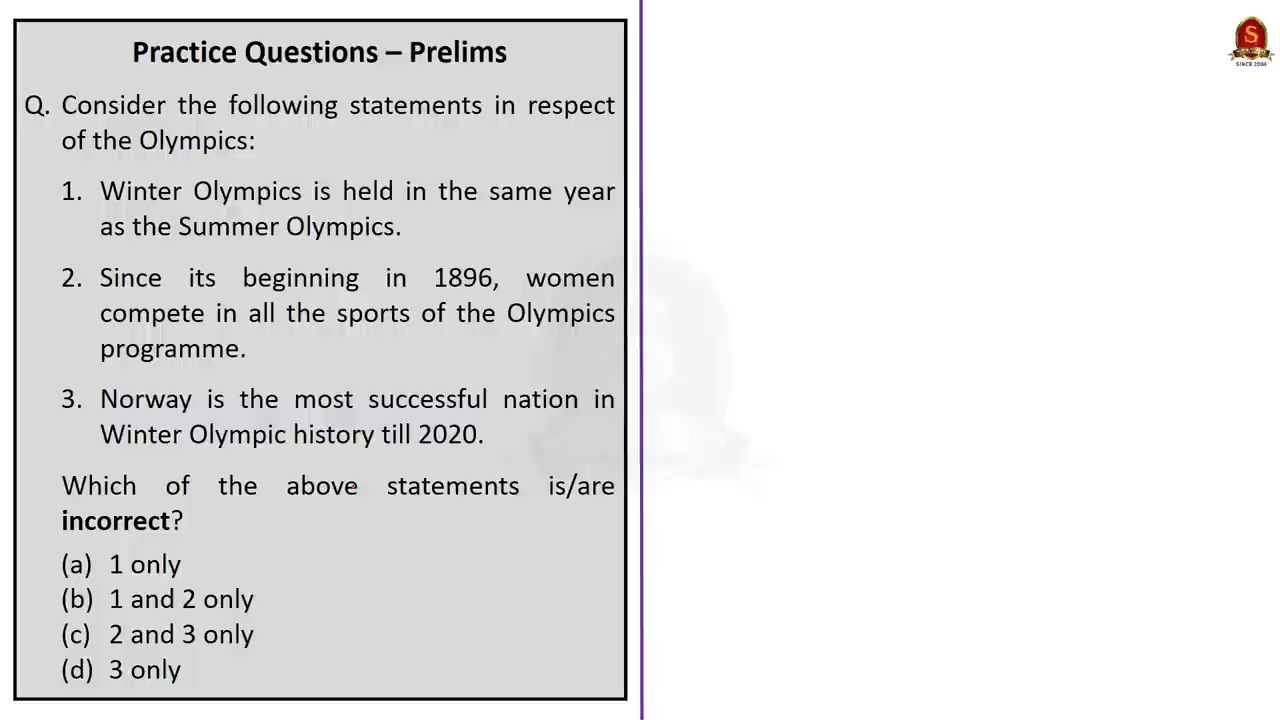 Practice Questions – Prelims
Q. Consider the following statements in respect
of the Olympics:
1. Winter Olympics is held in the same year
as the Summer Olympics.
2. Since its beginning in 1896, women
compete in all the sports of the Olympics
programme.
3. Norway is the most successful nation in
Winter Olympic history till 2020.
Which of the above statements is/are
incorrect?
(a) 1 only
(b) 1 and 2 only
(c) 2 and 3 only
(d) 3 only
S
SINCE 2004